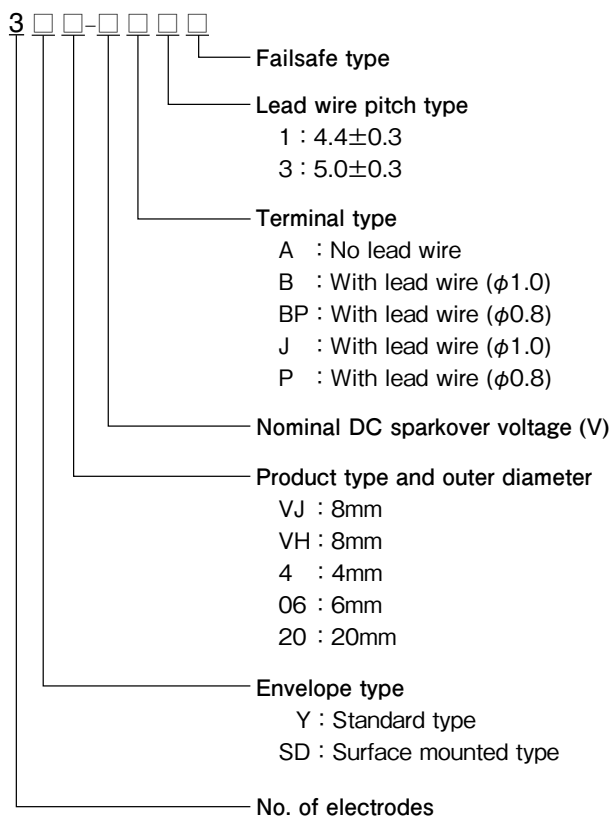 3□□-□□□□
Failsafe type
Lead wire pitch type
1：4.4±0.3
3：5.0±0.3
Terminal type
A ：No lead wire
B ：With lead wire (φ1.0)
BP：With lead wire (φ0.8)
J ：With lead wire (φ1.0)
P ：With lead wire (φ0.8)
Nominal DC sparkover voltage (V)
Product type and outer diameter
VJ：8mm
VH：8mm
4 ：4mm
06：6mm
20：20mm
Envelope type
Y：Standard type
SD：Surface mounted type
No. of electrodes